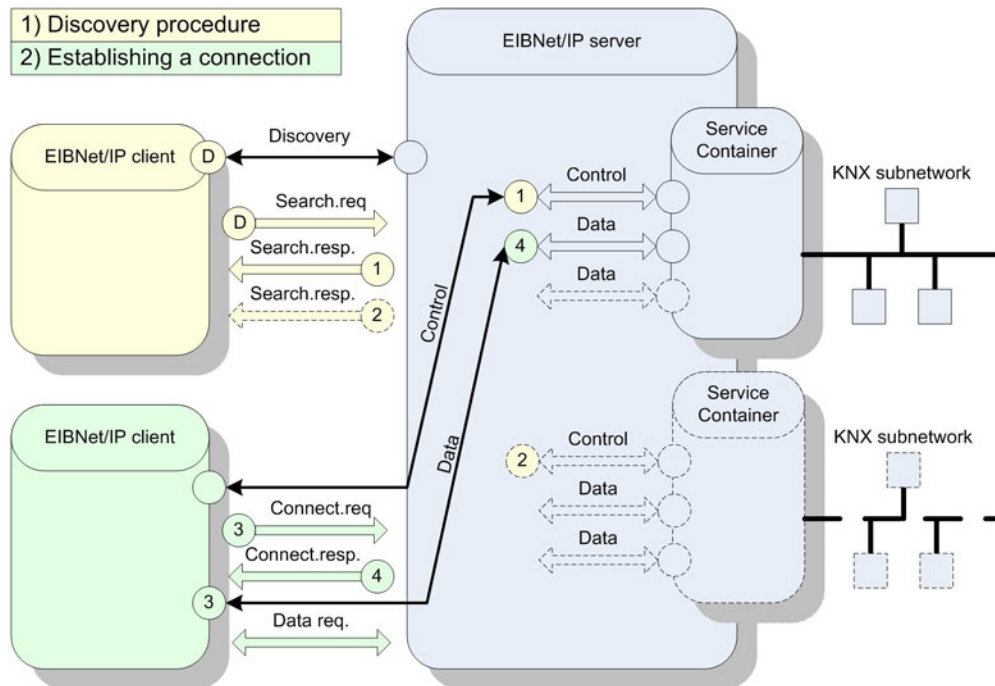 1) Discovery procedure
2) Establishing a connection
EIBNet/IP server
EIBNet/IP client
D
Discovery
Search.req
D
Search.resp.
1
Search.resp.
2
Service
Container
Control
1
Data
4
Data
KNX subnetwork
Control
Data
EIBNet/IP client
Connect.req
3
Connect.resp.
4
3
Data req.
Service
Container
Control
2
Data
Data
KNX subnetwork